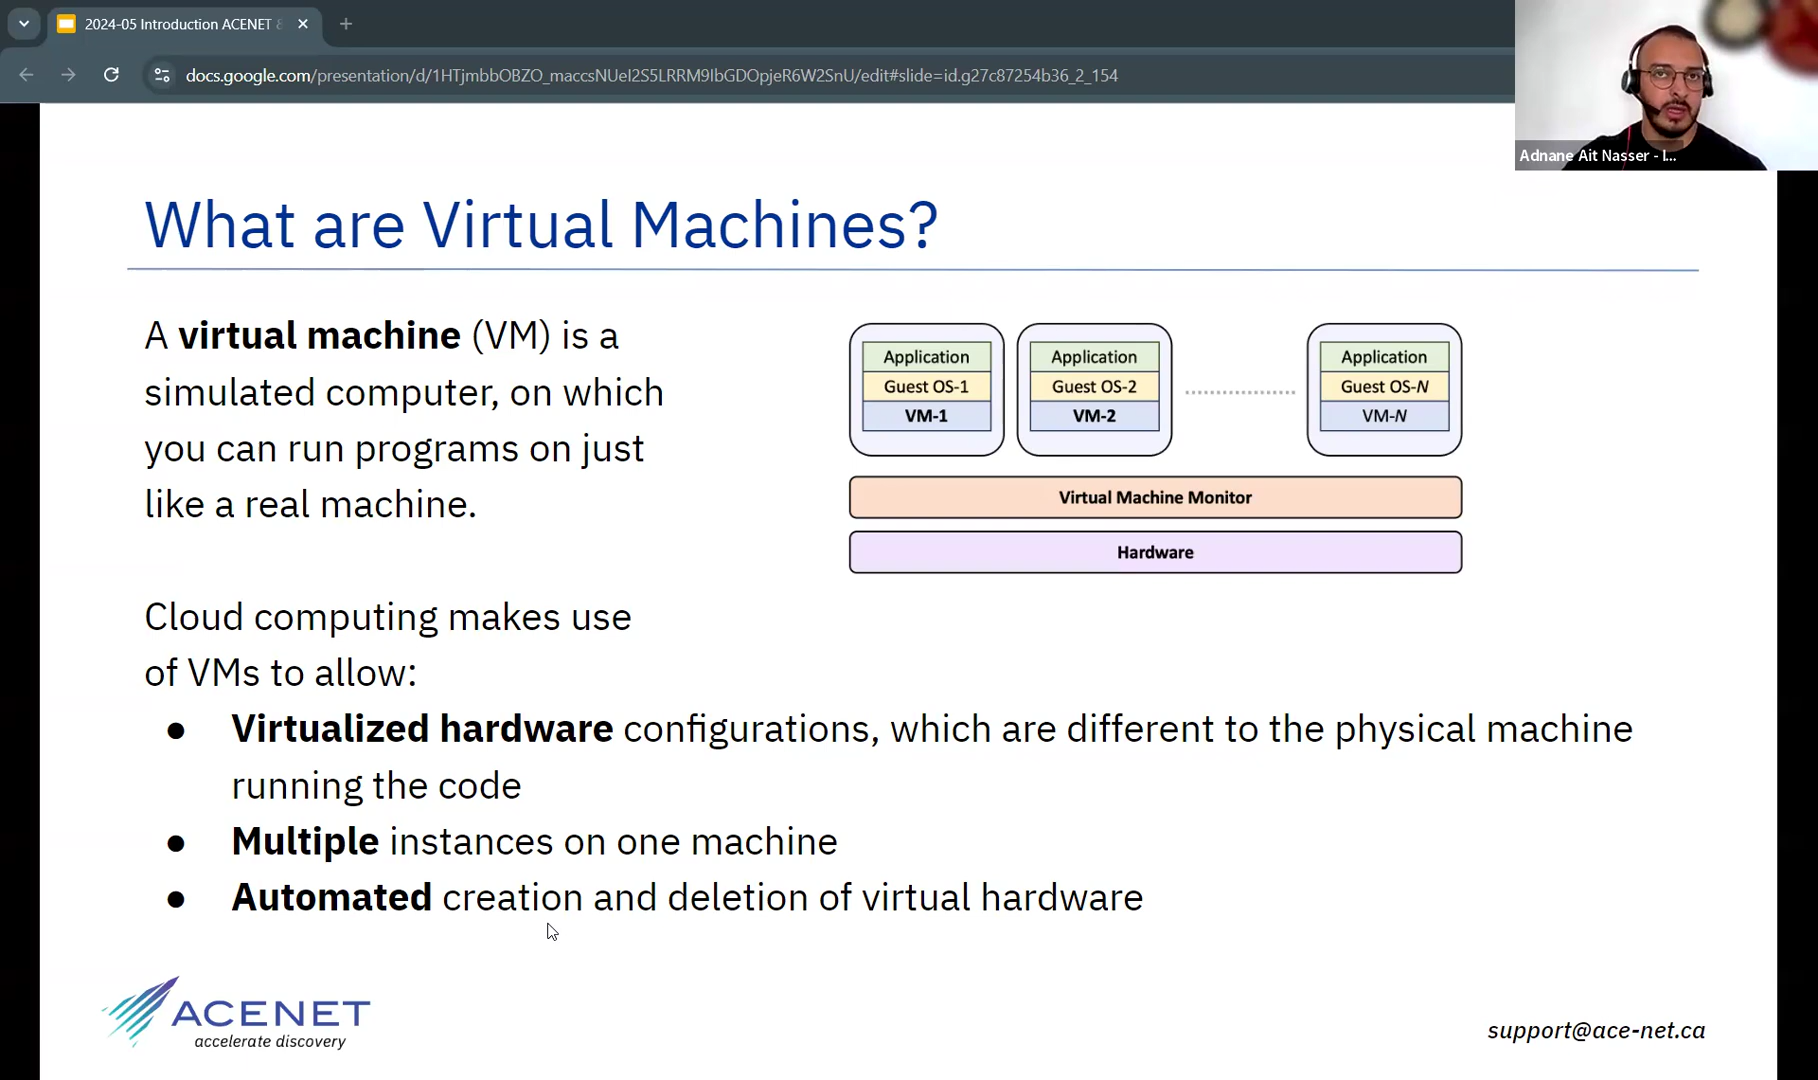 2024-05 Introduction ACENET &
docs.google.com/presentation/d/1HTjmbbOBZO_maccsNUeI2S5LRRM9IbGDOpjeR6W2SnU/edit#slide=id.g27c87254b36_2_154
Adnane Ait Nasser - I...
What are Virtual Machines?
A virtual machine (VM) is a
simulated computer, on which
you can run programs on just
like a real machine.
Application
Guest OS-1
VM-1
Application
Guest OS-2
VM-2
Application
Guest OS-N
VM-N
Virtual Machine Monitor
Hardware
Cloud computing makes use
of VMs to allow:
● Virtualized hardware configurations, which are different to the physical machine
running the code
● Multiple instances on one machine
● Automated creation and deletion of virtual hardware
ACENET
accelerate discovery
support@ace-net.ca